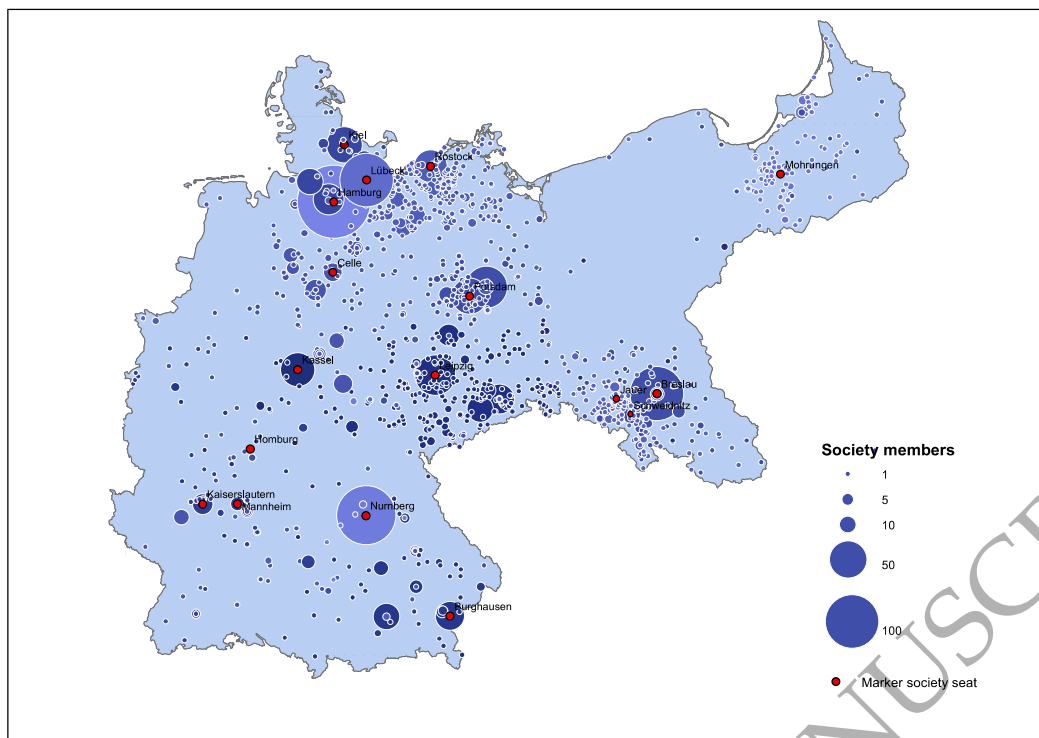 Kiel
Rostock
Lübeck
Mohrungen
Hamburg
Celle
Potsdam
Kassel
Leipzig
Jauer
Breslau
Schweidnitz
Homburg
Kaiserslautern
Mannheim
Nurnberg
Burghausen
Society members
1
5
10
50
100
Marker society seat
NUSC